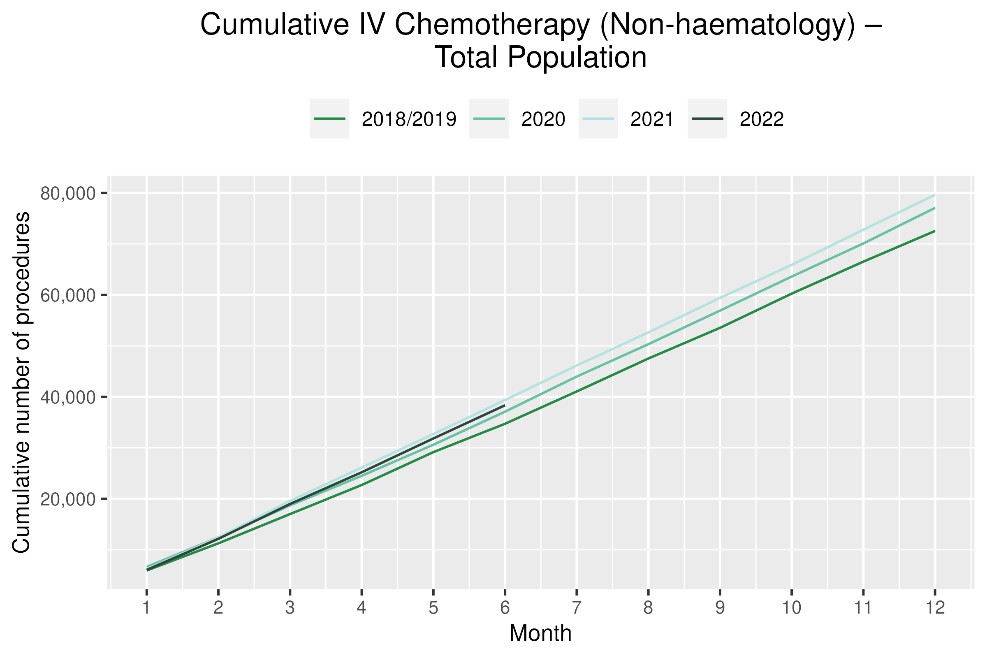 Cumulative IV Chemotherapy (Non-haematology) –
Total Population
2018/2019 2020 2021 2022
80,000
60,000
40,000
20,000
Cumulative number of procedures
1 2 3 4 5 6 7 8 9 10 11 12
Month